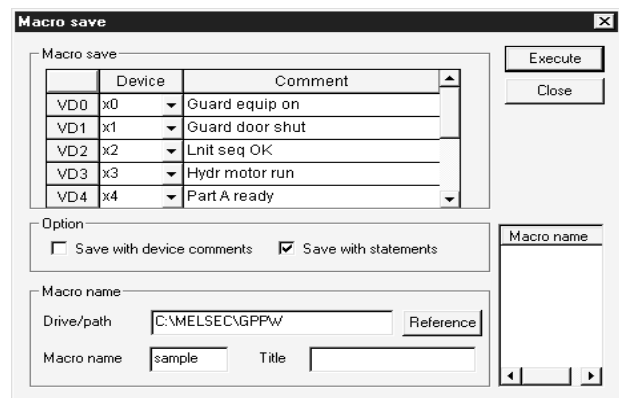 Macro save
Macro save
Device Comment
VD0 x0 Guard equip on
VD1 x1 Guard door shut
VD2 x2 Lnit seq OK
VD3 x3 Hydr motor run
VD4 x4 Part A ready
Execute
Close
Option
Save with device comments Save with statements
Macro name
Macro name
Drive/path C:\MELSEC\GPPW Reference
Macro name sample Title